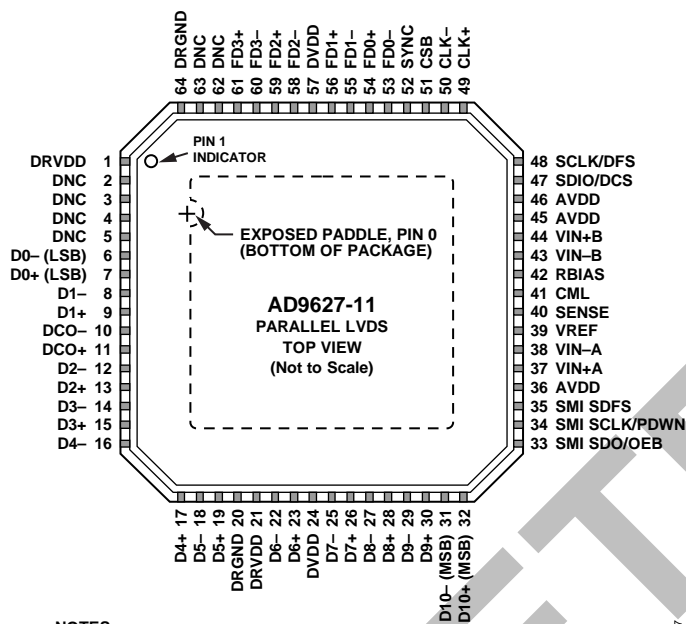 64 DRGND
63 DNC
62 DNC
61 FD3+
60 FD3–
59 FD2+
58 FD2–
57 DVDD
56 FD1+
55 FD1–
54 FD0+
53 FD0–
52 SYNC
51 CSB
50 CLK–
49 CLK+
PIN 1
INDICATOR
DRVDD 1
DNC 2
DNC 3
DNC 4
DNC 5
D0– (LSB) 6
D0+ (LSB) 7
D1– 8
D1+ 9
DCO– 10
DCO+ 11
D2– 12
D2+ 13
D3– 14
D3+ 15
D4– 16
EXPOSED PADDLE, PIN 0
(BOTTOM OF PACKAGE)
AD9627-11
PARALLEL LVDS
TOP VIEW
(Not to Scale)
48 SCLK/DFS
47 SDIO/DCS
46 AVDD
45 AVDD
44 VIN+B
43 VIN–B
42 RBIAS
41 CML
40 SENSE
39 VREF
38 VIN–A
37 VIN+A
36 AVDD
35 SMI SDFS
34 SMI SCLK/PDWN
33 SMI SDO/OEB
D4+ 17
D5– 18
D5+ 19
DRGND 20
DRVDD 21
D6– 22
D6+ 23
DVDD 24
D7– 25
D7+ 26
D8– 27
D8+ 28
D9– 29
D9+ 30
D10– (MSB) 31
D10+ (MSB) 32